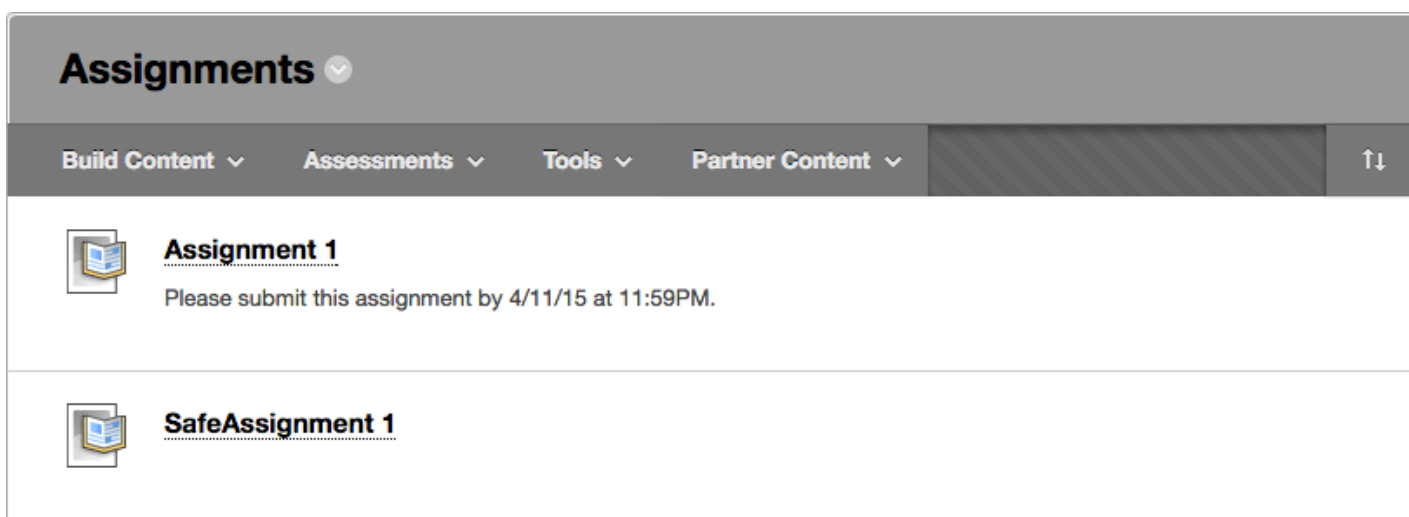 Assignments
Build Content Assessments Tools Partner Content
Assignment 1
Please submit this assignment by 4/11/15 at 11:59PM.
SafeAssignment 1